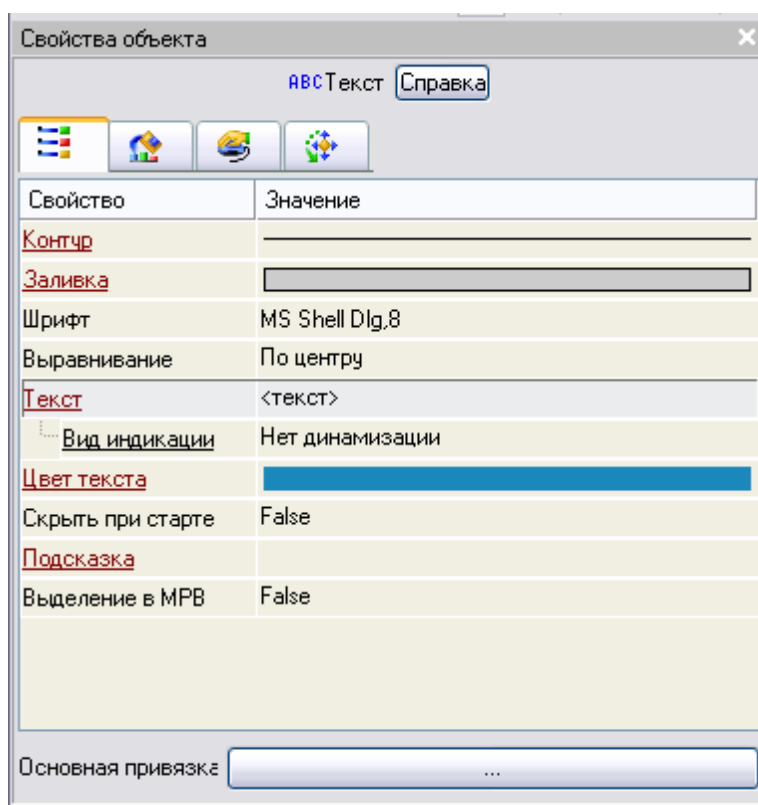 Свойства объекта
ABCТекст Справка
Свойство Значение
Контур
Заливка
Шрифт MS Shell Dlg,8
Выравнивание По центру
Текст <текст>
Вид индикации Нет динамизации
Цвет текста
Скрыть при старте False
Подсказка
Выделение в МРВ False
Основная привязка ...